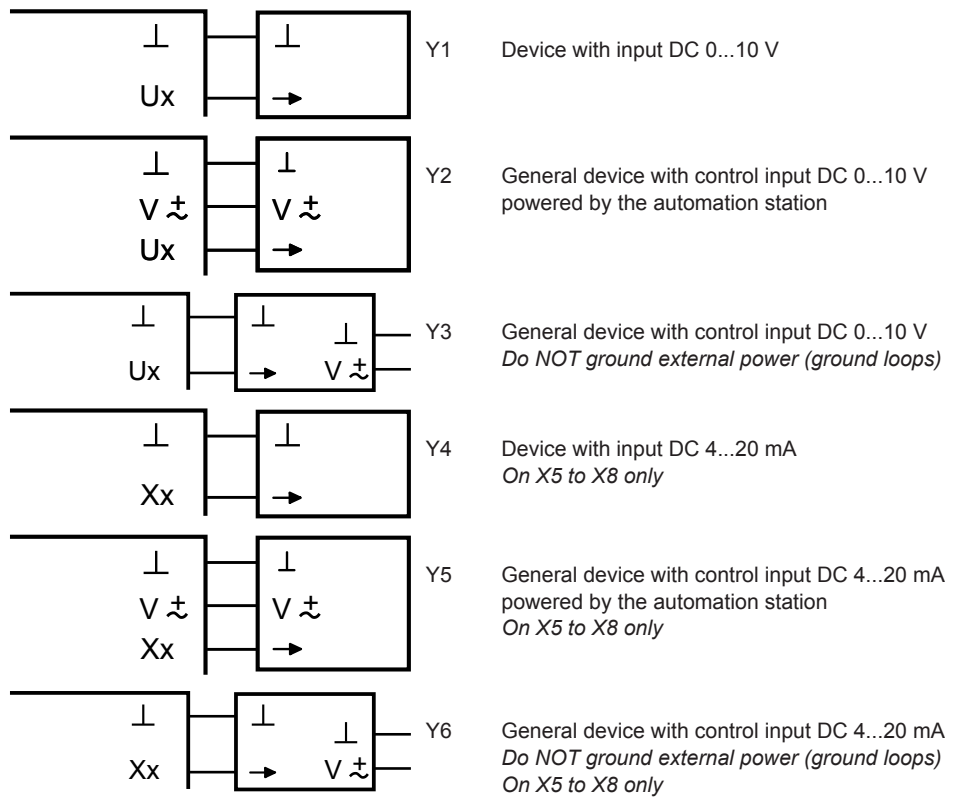 ⊥ ⊥ Y1 Device with input DC 0...10 V
Ux →
⊥ ⊥ Y2 General device with control input DC 0...10 V
V ± ~ V ± ~ powered by the automation station
Ux →
⊥ ⊥ ⊥ Y3 General device with control input DC 0...10 V
Ux → V ± ~ Do NOT ground external power (ground loops)
⊥ ⊥ Y4 Device with input DC 4...20 mA
On X5 to X8 only
Xx →
⊥ ⊥ Y5 General device with control input DC 4...20 mA
V ± ~ V ± ~ powered by the automation station
Xx → On X5 to X8 only
⊥ ⊥ ⊥ Y6 General device with control input DC 4...20 mA
Do NOT ground external power (ground loops)
Xx → V ± ~ On X5 to X8 only